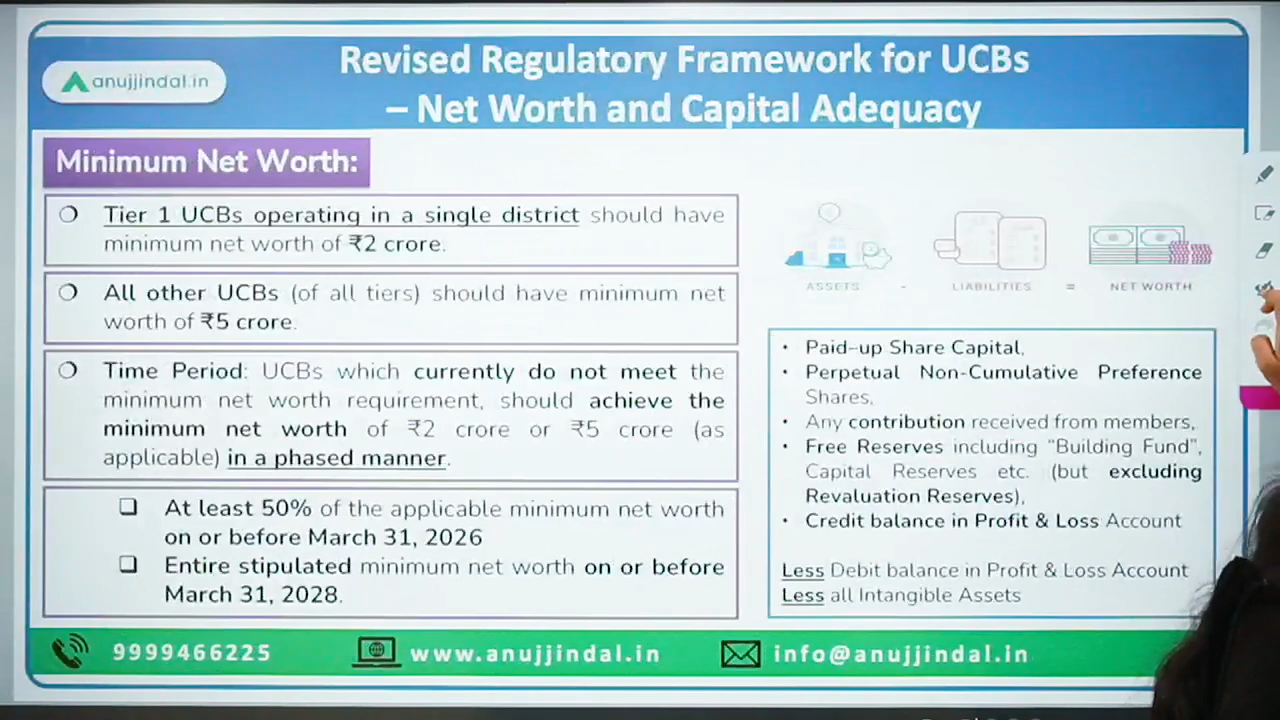 anujjindal.in
Revised Regulatory Framework for UCBs
– Net Worth and Capital Adequacy
Minimum Net Worth:
Tier 1 UCBs operating in a single district should have
minimum net worth of ₹2 crore.
All other UCBs (of all tiers) should have minimum net
worth of ₹5 crore.
Time Period: UCBs which currently do not meet the
minimum net worth requirement, should achieve the
minimum net worth of ₹2 crore or ₹5 crore (as
applicable) in a phased manner.
At least 50% of the applicable minimum net worth
on or before March 31, 2026
Entire stipulated minimum net worth on or before
March 31, 2028.
ASSETS - LIABILITIES = NET WORTH
• Paid-up Share Capital,
• Perpetual Non-Cumulative Preference
Shares,
• Any contribution received from members,
• Free Reserves including "Building Fund",
Capital Reserves etc. (but excluding
Revaluation Reserves),
• Credit balance in Profit & Loss Account
Less Debit balance in Profit & Loss Account
Less all Intangible Assets
9999466225
www.anujjindal.in
info@anujjindal.in